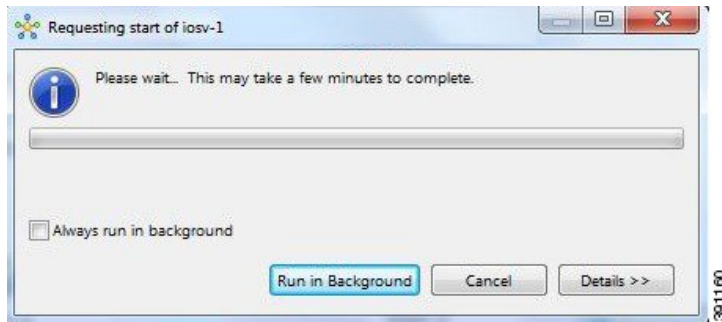 Requesting start of iosv-1
Please wait... This may take a few minutes to complete.
Always run in background
Run in Background
Cancel
Details >>
391160